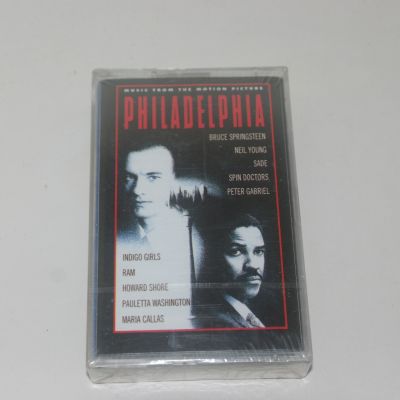 MUSIC FROM THE MOTION PICTURE
PHILADELPHIA
BRUCE SPRINGSTEEN
NEIL YOUNG
SADE
SPIN DOCTORS
PETER GABRIEL
INDIGO GIRLS
RAM
HOWARD SHORE
PAULETTA WASHINGTON
MARIA CALLAS